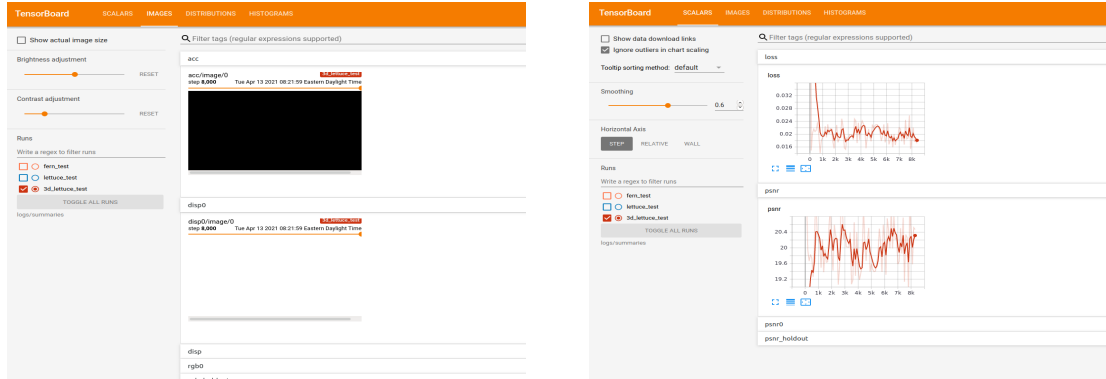 TensorBoard SCALARS IMAGES DISTRIBUTIONS HISTOGRAMS
Show actual image size
Brightness adjustment
RESET
Contrast adjustment
RESET
Runs
Write a regex to filter runs
fern_test
lettuce_test
3d_lettuce_test
TOGGLE ALL RUNS
logs/summaries
Filter tags (regular expressions supported)
acc
acc/image/0 3d_lettuce_test
step 8,000 Tue Apr 13 2021 08:21:59 Eastern Daylight Time
disp0
disp0/image/0 3d_lettuce_test
step 8,000 Tue Apr 13 2021 08:21:59 Eastern Daylight Time
disp
rgb0
TensorBoard SCALARS IMAGES DISTRIBUTIONS HISTOGRAMS
Show data download links
Ignore outliers in chart scaling
Tooltip sorting method: default
Smoothing
0.6
Horizontal Axis
STEP RELATIVE WALL
Runs
Write a regex to filter runs
fern_test
lettuce_test
3d_lettuce_test
TOGGLE ALL RUNS
logs/summaries
Filter tags (regular expressions supported)
loss
loss
0.032
0.028
0.024
0.02
0.016
0 1k 2k 3k 4k 5k 6k 7k 8k
psnr
psnr
20.4
20
19.6
19.2
0 1k 2k 3k 4k 5k 6k 7k 8k
psnr0
psnr_holdout